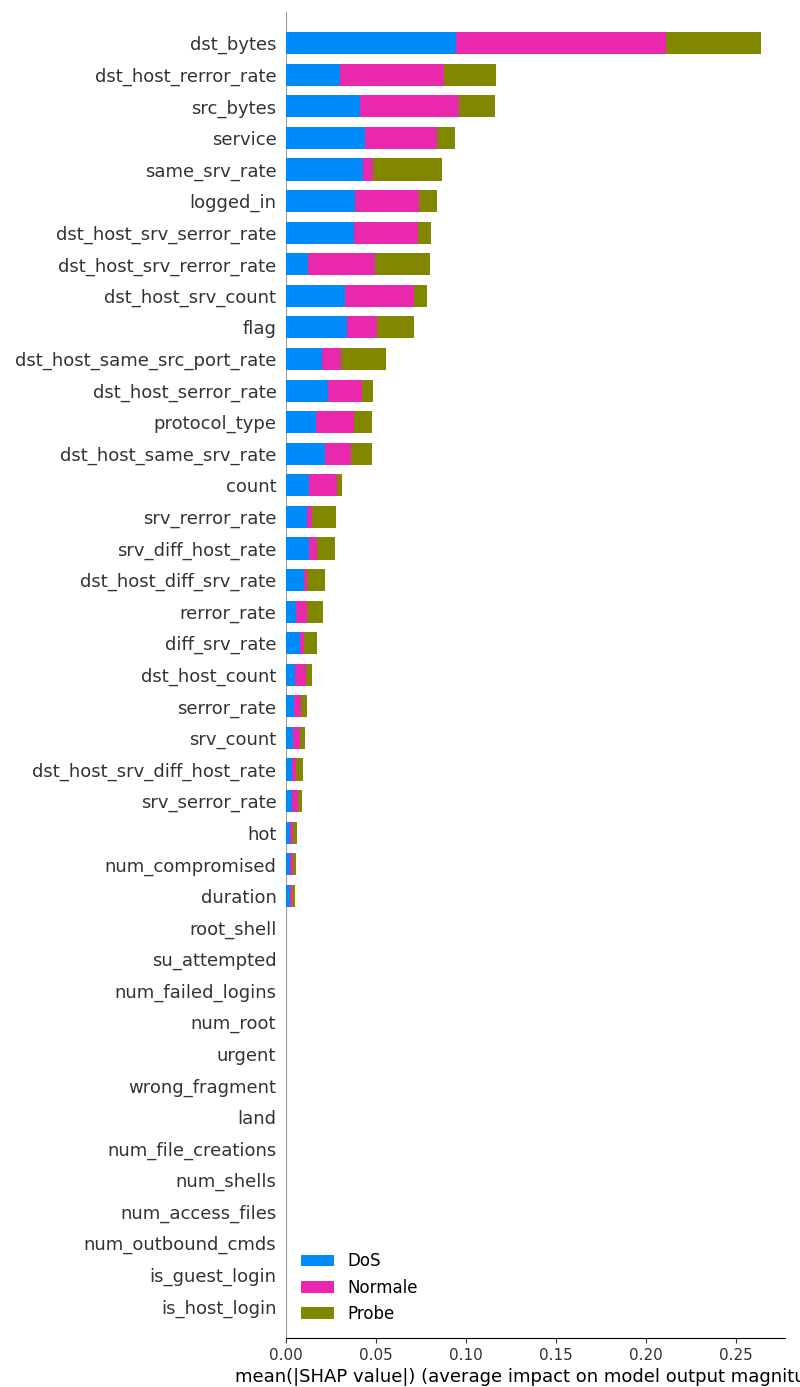 dst_bytes
dst_host_rerror_rate
src_bytes
service
same_srv_rate
logged_in
dst_host_srv_serror_rate
dst_host_srv_rerror_rate
dst_host_srv_count
flag
dst_host_same_src_port_rate
dst_host_serror_rate
protocol_type
dst_host_same_srv_rate
count
srv_rerror_rate
srv_diff_host_rate
dst_host_diff_srv_rate
rerror_rate
diff_srv_rate
dst_host_count
serror_rate
srv_count
dst_host_srv_diff_host_rate
srv_serror_rate
hot
num_compromised
duration
root_shell
su_attempted
num_failed_logins
num_root
urgent
wrong_fragment
land
num_file_creations
num_shells
num_access_files
num_outbound_cmds
is_guest_login
is_host_login
DoS
Normale
Probe
0.00 0.05 0.10 0.15 0.20 0.25
mean(|SHAP value|) (average impact on model output magnitu